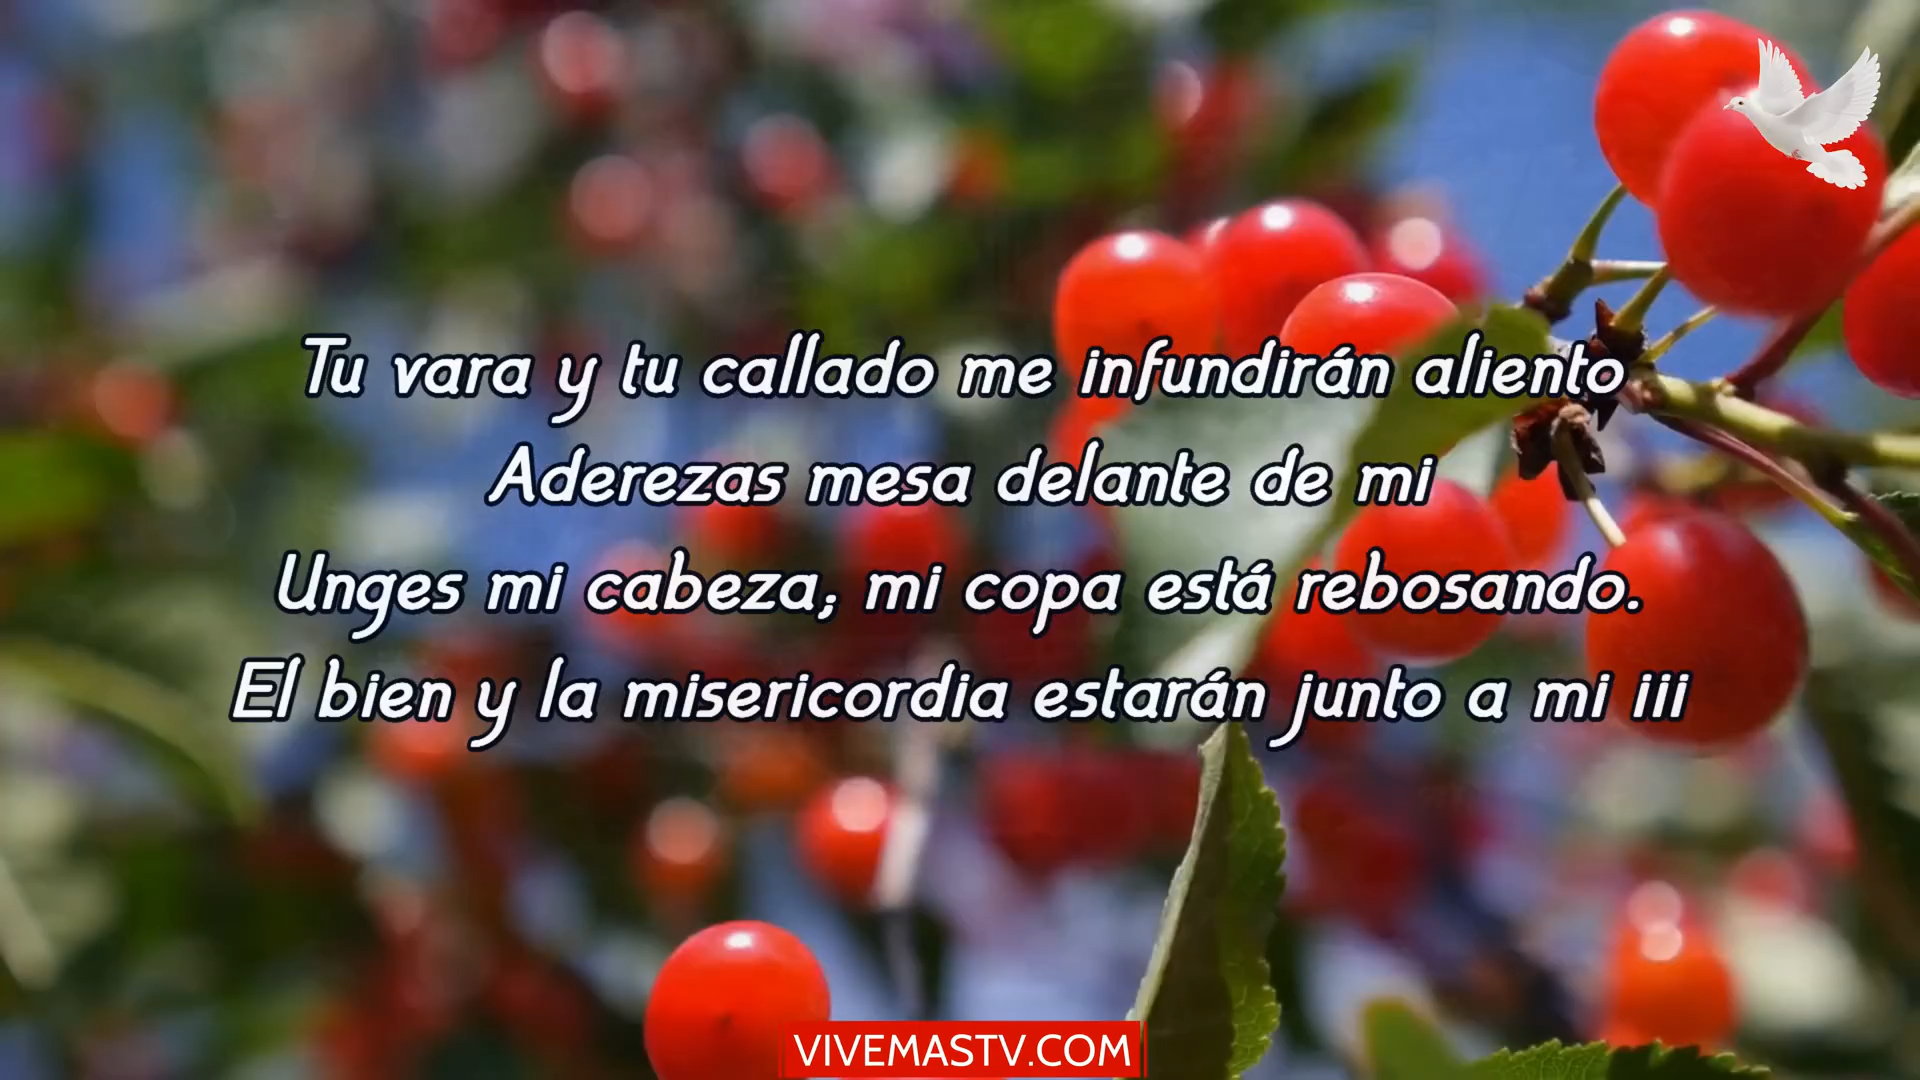 Tu vara y tu callado me infundirán aliento
Aderezas mesa delante de mi
Unges mi cabeza; mi copa está rebosando.
El bien y la misericordia estarán junto a mi iii
VIVEMASTV.COM